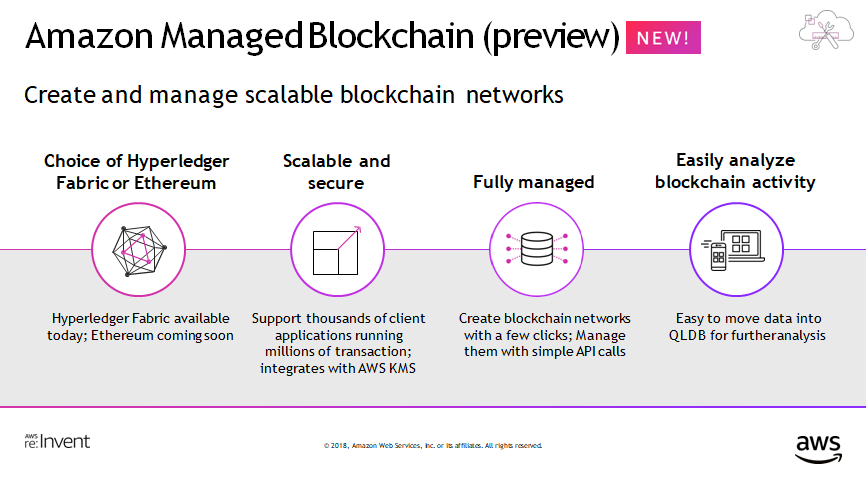 Amazon Managed Blockchain (preview) NEW!
Create and manage scalable blockchain networks
Choice of Hyperledger
Fabric or Ethereum
Scalable and
secure
Fully managed
Easily analyze
blockchain activity
Hyperledger Fabric available
today; Ethereum coming soon
Support thousands of client
applications running
millions of transaction;
integrates with AWS KMS
Create blockchain networks
with a few clicks; Manage
them with simple API calls
Easy to move data into
QLDB for furtheranalysis
AWS
re:Invent
© 2018, Amazon Web Services, Inc. or its affiliates. All rights reserved.
aws